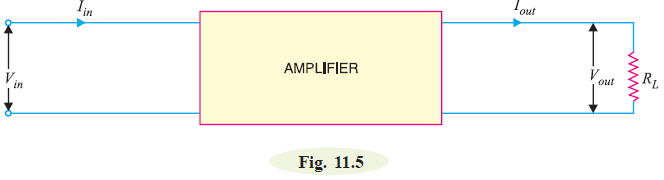 I_in
I_out
V_in
AMPLIFIER
V_out
R_L
Fig. 11.5